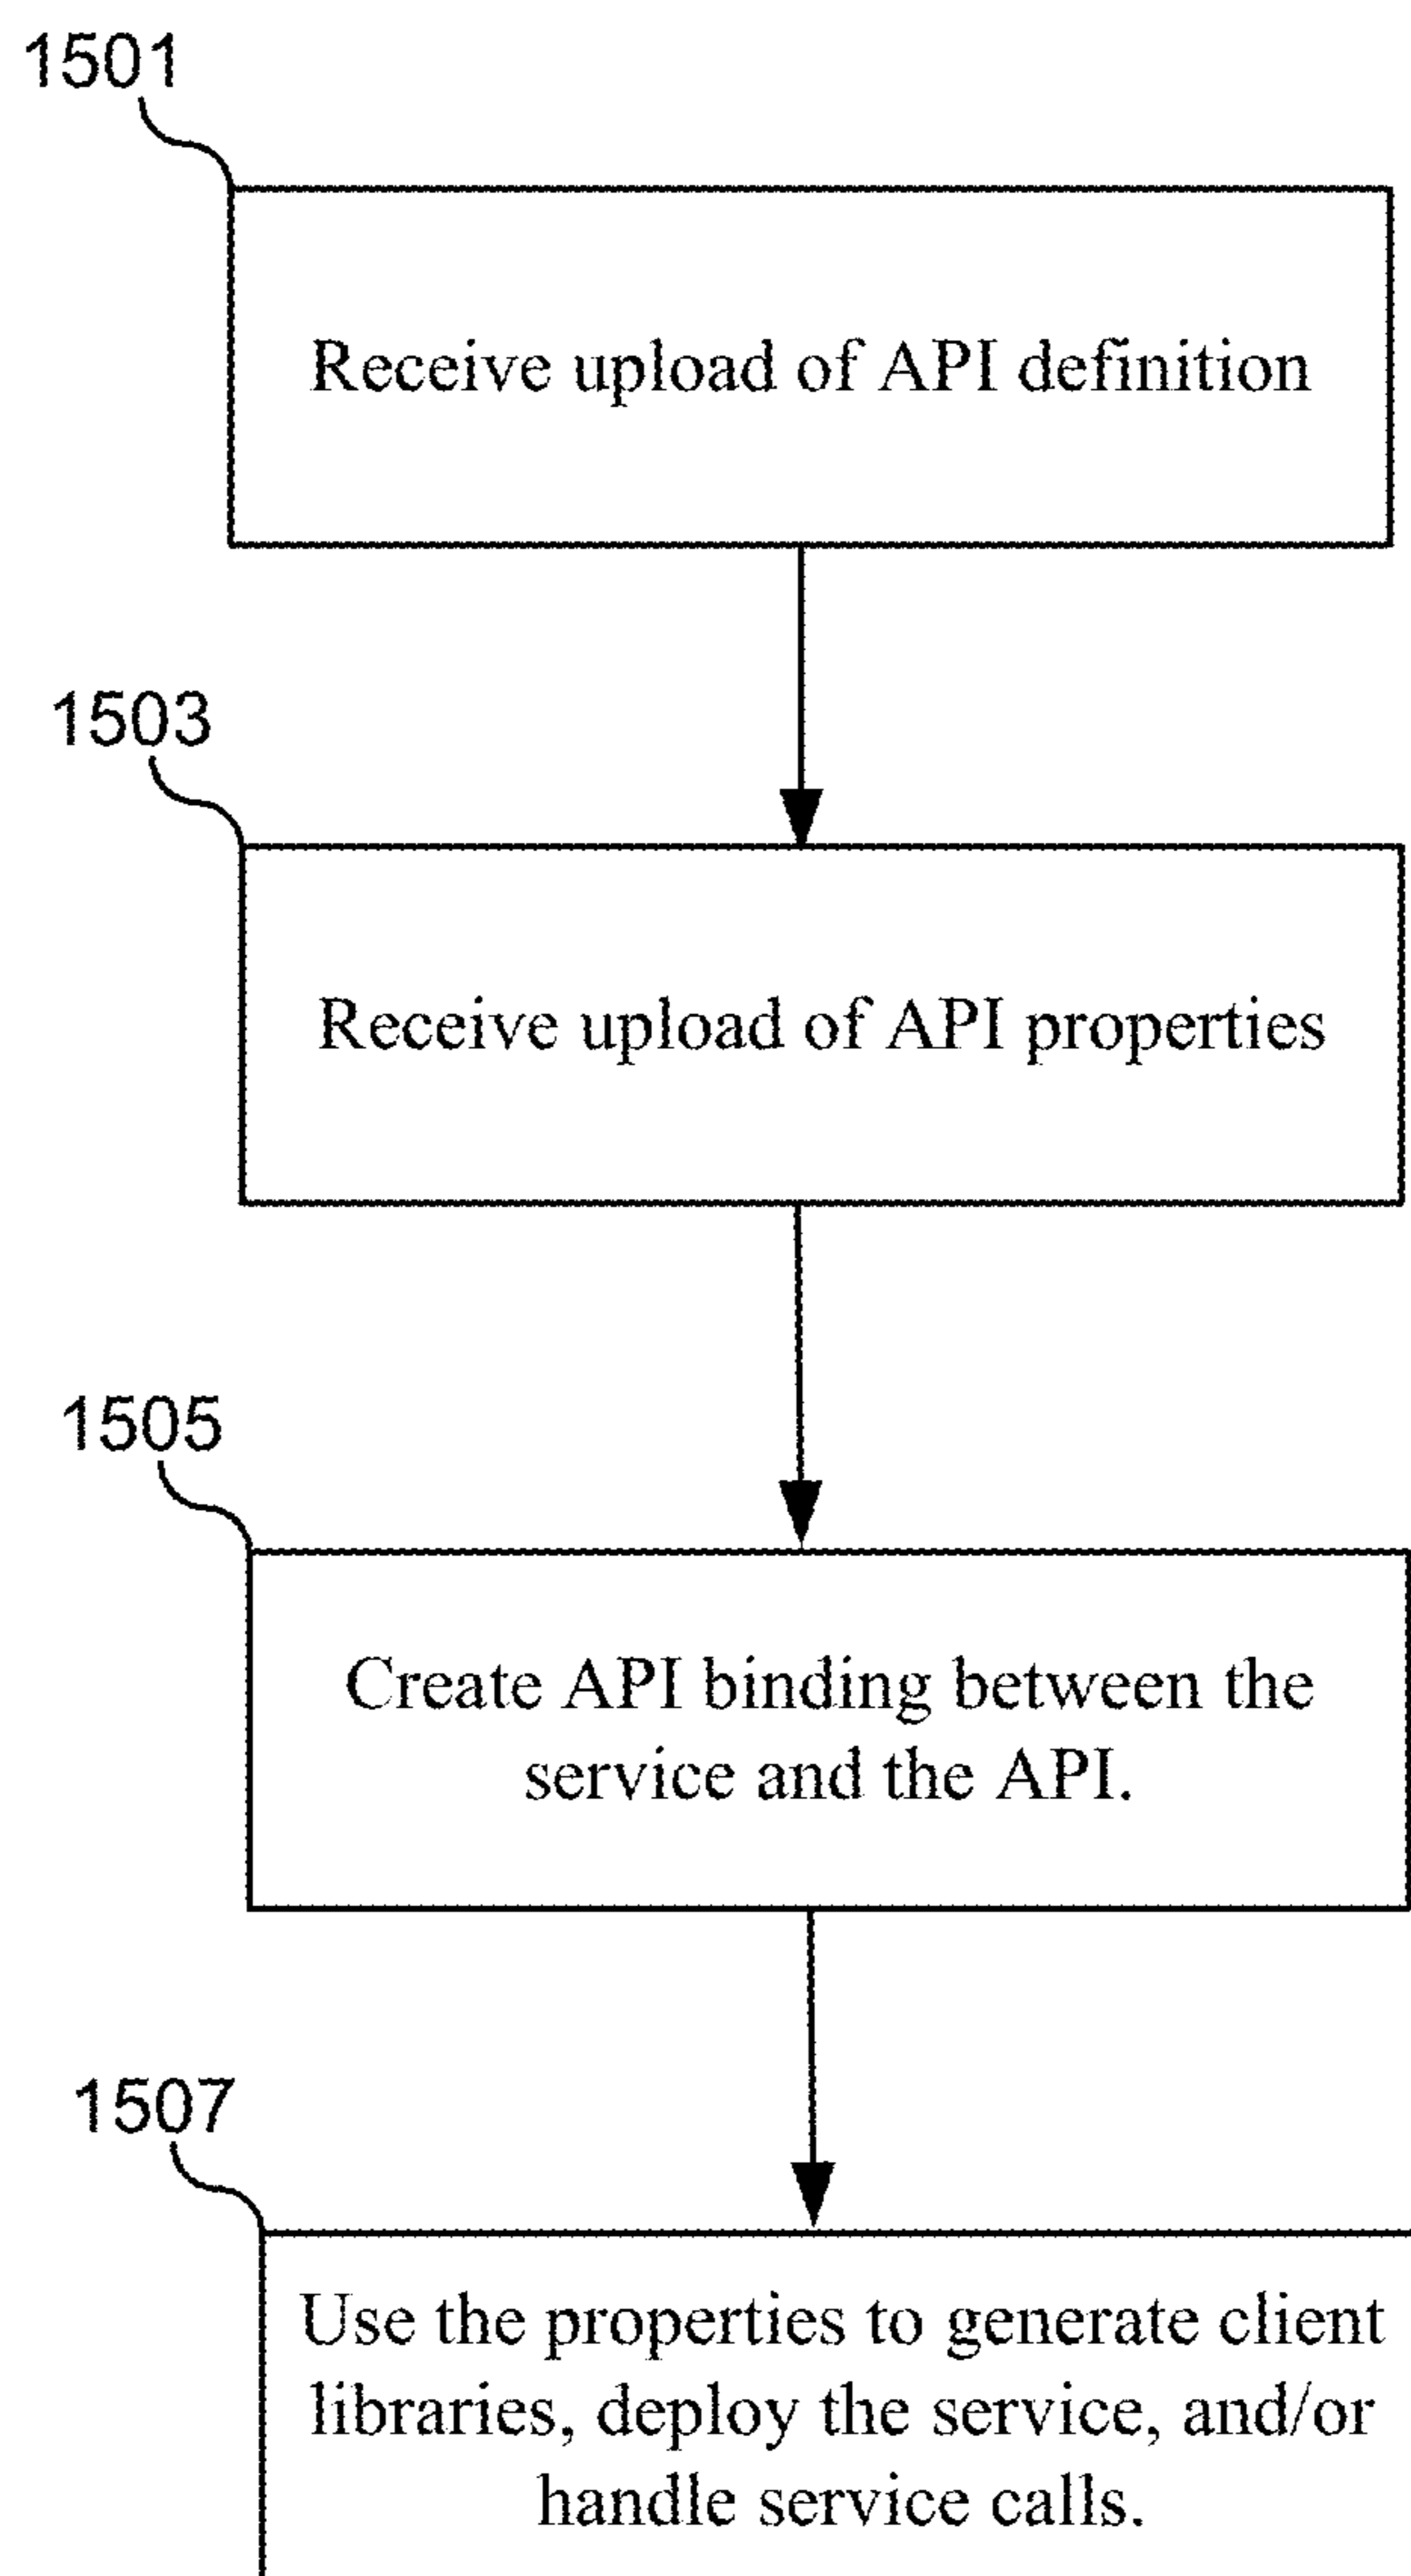 1501
Receive upload of API definition
1503
Receive upload of API properties
1505
Create API binding between the
service and the API.
1507
Use the properties to generate client
libraries, deploy the service, and/or
handle service calls.